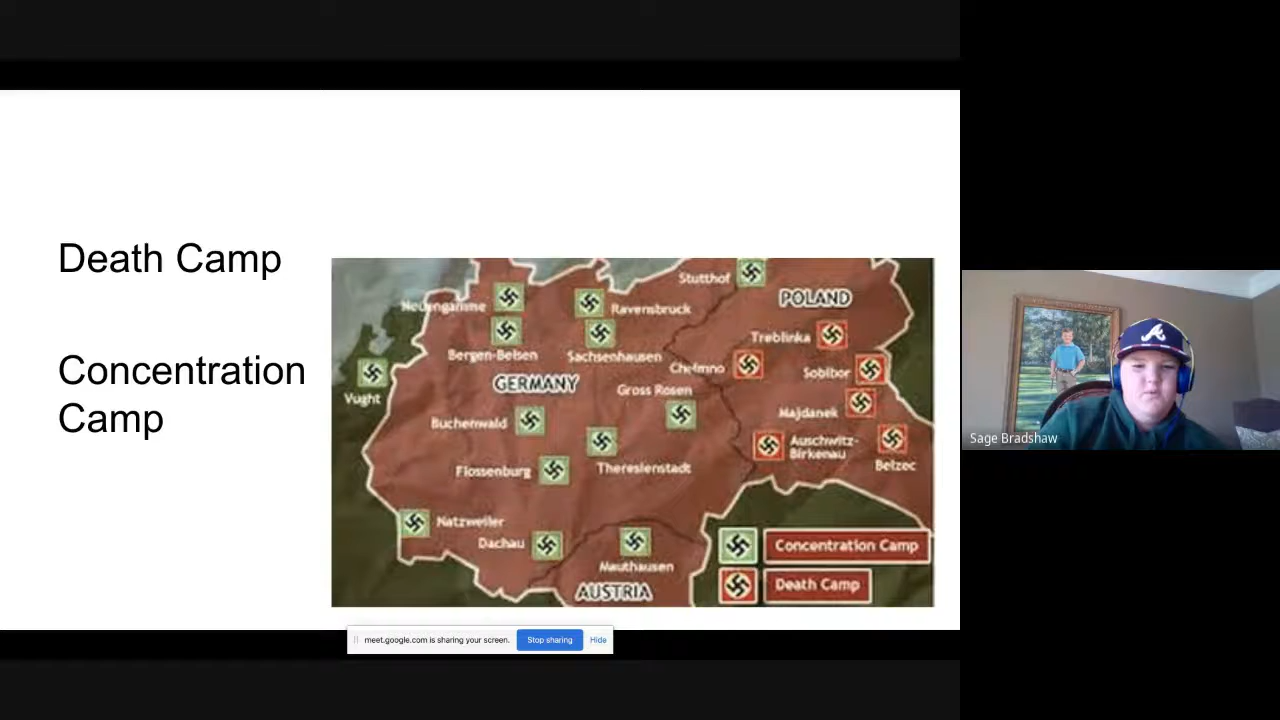 Death Camp
Concentration
Camp
Stutthof
POLAND
Neuengamme
Ravensbruck
Treblinka
Bergen-Belsen
Sachsenhausen
Chelmno
Sobibor
GERMANY
Gross Rosen
Vught
Majdanek
Buchenwald
Auschwitz-
Birkenau
Belzec
Flossenburg
Theresienstadt
Natzweiler
Dachau
Mauthausen
AUSTRIA
Concentration Camp
Death Camp
meet.google.com is sharing your screen.
Stop sharing
Hide
A
Sage Bradshaw